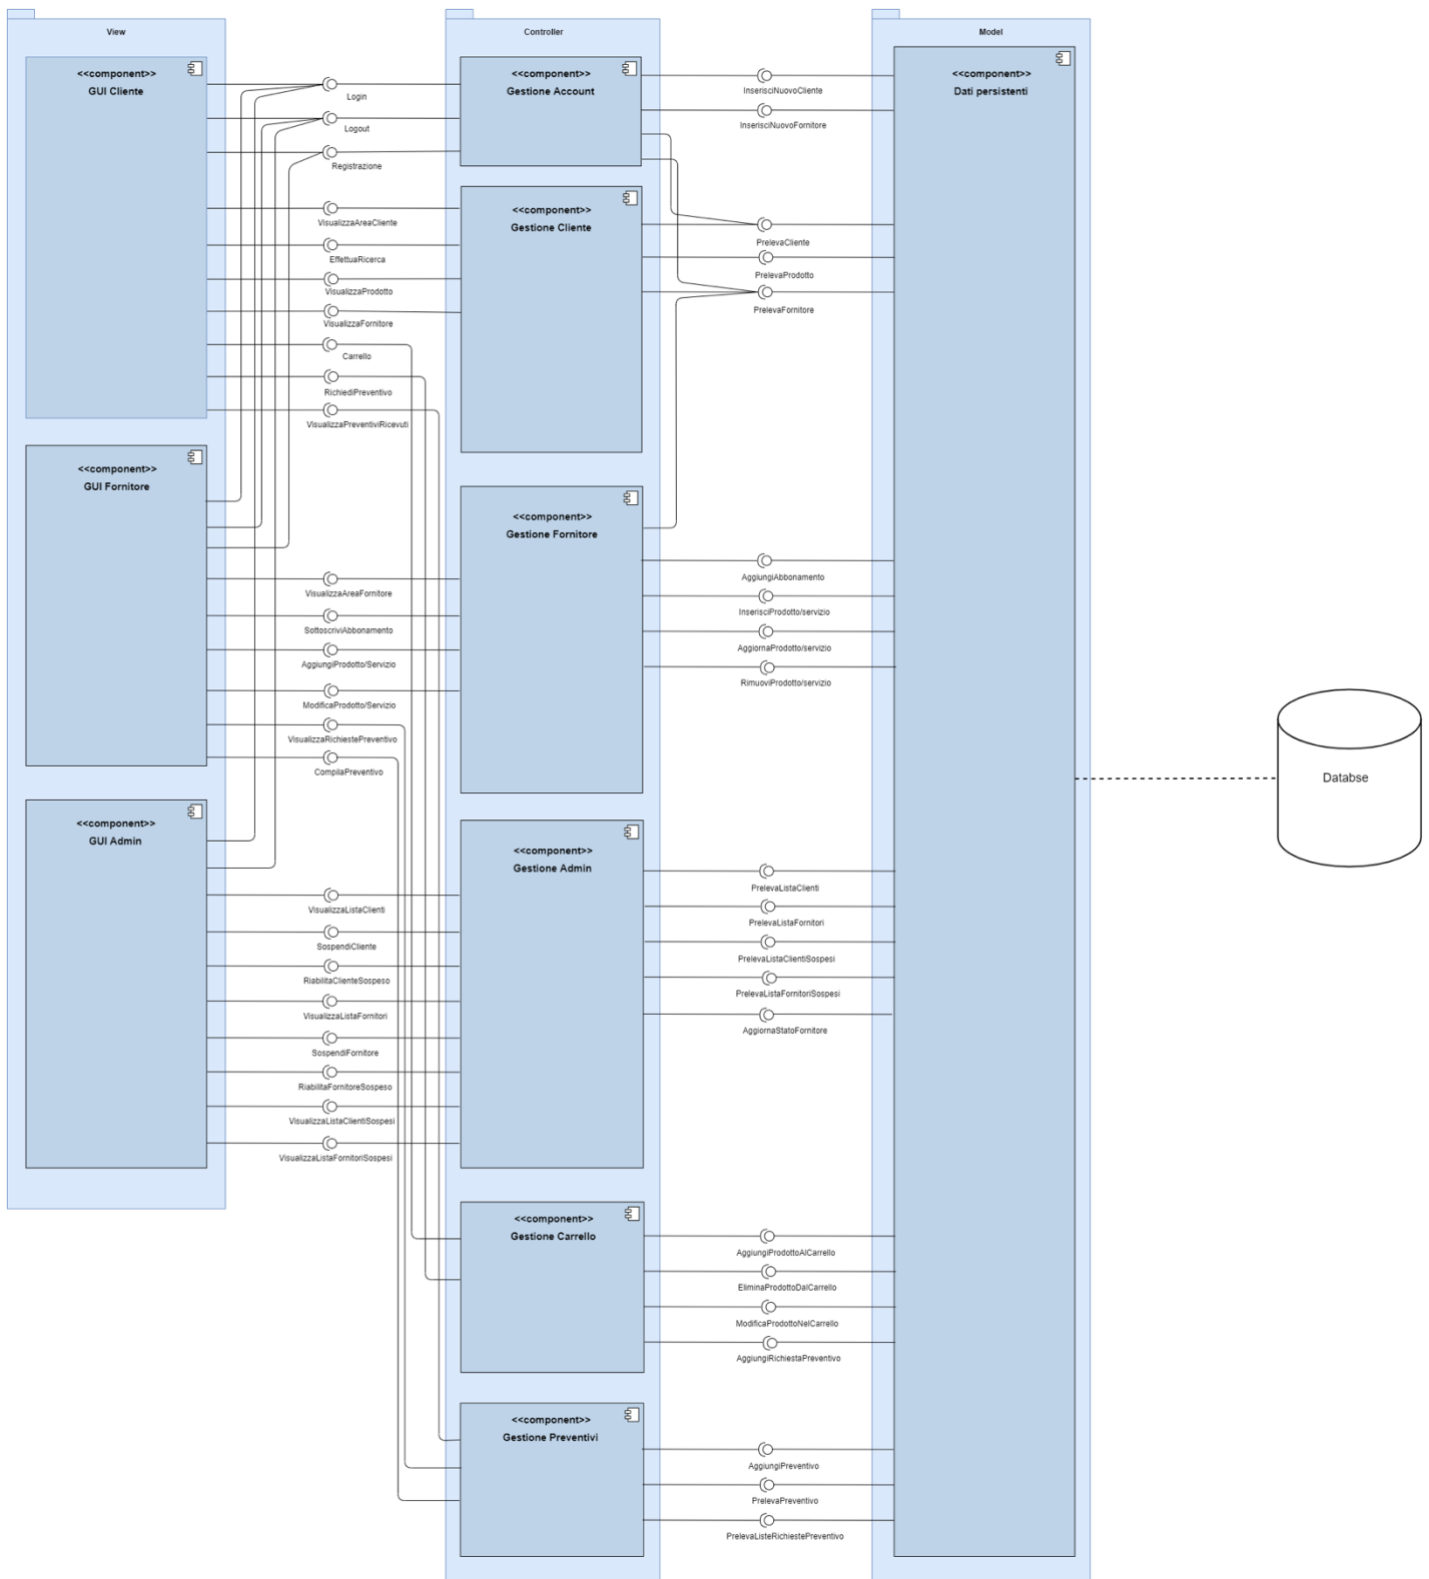 View
<<component>>
GUI Cliente
Login
Logout
Registrazione
VisualizzaAreaCliente
EffettuaRicerca
VisualizzaProdotto
VisualizzaFornitore
Carrello
RichiediPreventivo
VisualizzaPreventiviRicevuti
<<component>>
GUI Fornitore
VisualizzaAreaFornitore
SottoscriviAbbonamento
AggiungiProdotto/Servizio
ModificaProdotto/Servizio
VisualizzaRichiestePreventivo
CompilaPreventivo
<<component>>
GUI Admin
VisualizzaListaClienti
SospendiCliente
RiabilitaClienteSospeso
VisualizzaListaFornitori
SospendiFornitore
RiabilitaFornitoreSospeso
VisualizzaListaClientiSospesi
VisualizzaListaFornitoriSospesi
Controller
<<component>>
Gestione Account
InserisciNuovoCliente
InserisciNuovoFornitore
<<component>>
Gestione Cliente
PrelevaCliente
PrelevaProdotto
PrelevaFornitore
<<component>>
Gestione Fornitore
AggiungiAbbonamento
InserisciProdotto/servizio
AggiornaProdotto/servizio
RimuoviProdotto/servizio
<<component>>
Gestione Admin
PrelevaListaClienti
PrelevaListaFornitori
PrelevaListaClientiSospesi
PrelevaListaFornitoriSospesi
AggiornaStatoFornitore
<<component>>
Gestione Carrello
AggiungiProdottoAlCarrello
EliminaProdottoDalCarrello
ModificaProdottoNelCarrello
AggiungiRichiestaPreventivo
<<component>>
Gestione Preventivi
AggiungiPreventivo
PrelevaPreventivo
PrelevaListeRichiestePreventivo
Model
<<component>>
Dati persistenti
Databse